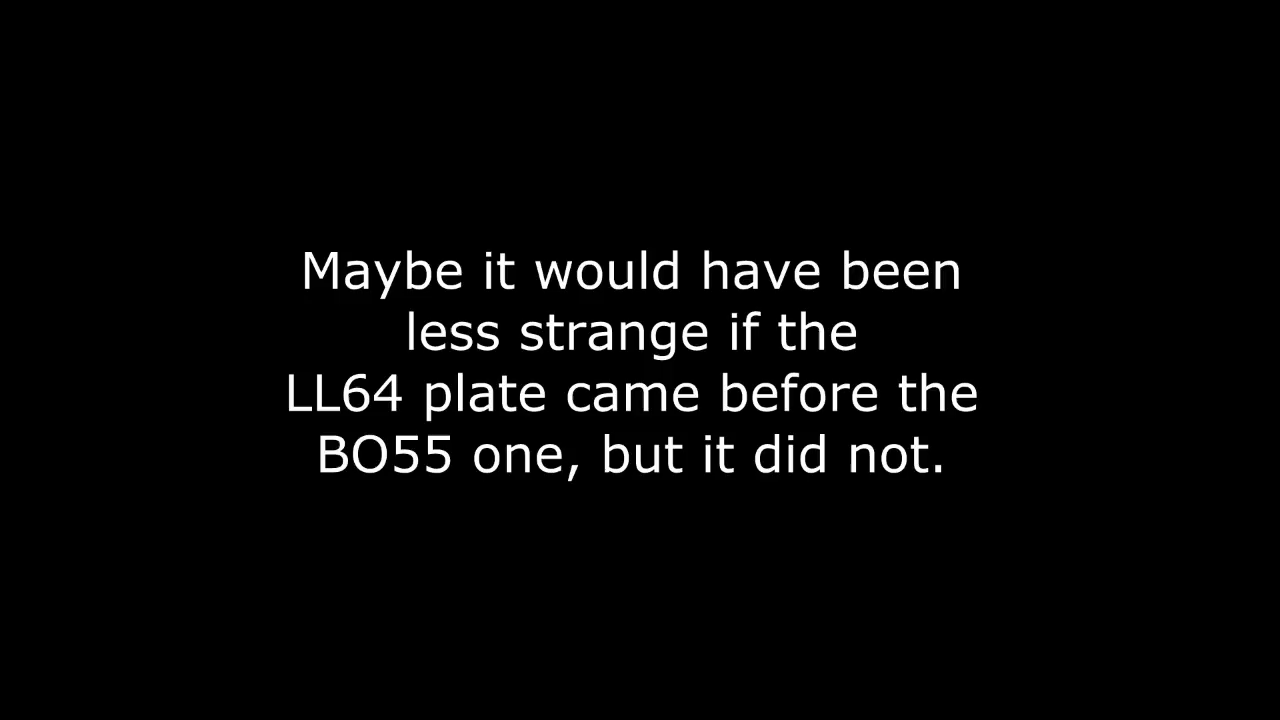 Maybe it would have been
less strange if the
LL64 plate came before the
BO55 one, but it did not.